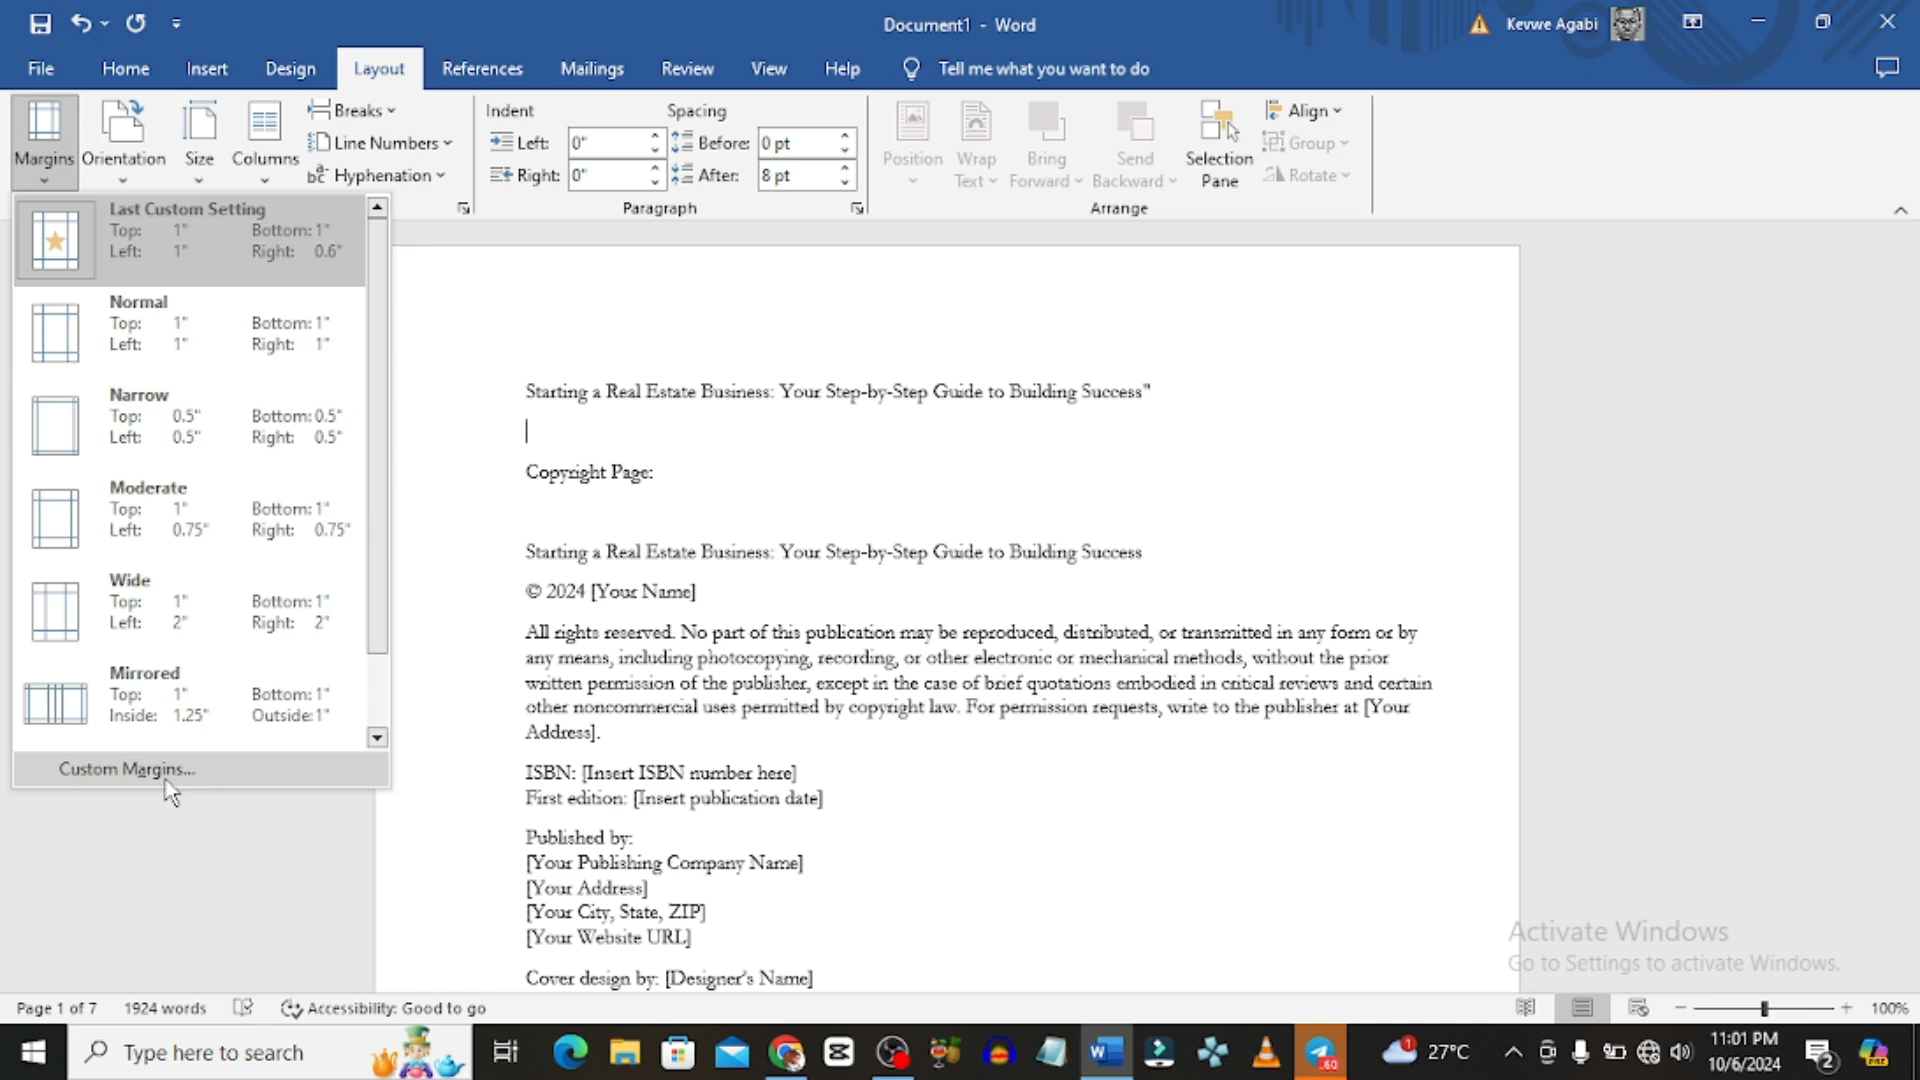 Document1 - Word
Kevwe Agabi
File Home Insert Design Layout References Mailings Review View Help Tell me what you want to do
Margins
Orientation
Size
Columns
Breaks
Line Numbers
Hyphenation
Indent
Left: 0"
Right: 0"
Spacing
Before: 0 pt
After: 8 pt
Paragraph
Position
Wrap
Text
Bring
Forward
Send
Backward
Selection
Pane
Align
Group
Rotate
Arrange
Last Custom Setting
Top: 1" Bottom: 1"
Left: 1" Right: 0.6"
Normal
Top: 1" Bottom: 1"
Left: 1" Right: 1"
Narrow
Top: 0.5" Bottom: 0.5"
Left: 0.5" Right: 0.5"
Moderate
Top: 1" Bottom: 1"
Left: 0.75" Right: 0.75"
Wide
Top: 1" Bottom: 1"
Left: 2" Right: 2"
Mirrored
Top: 1" Bottom: 1"
Inside: 1.25" Outside: 1"
Custom Margins...
Starting a Real Estate Business: Your Step-by-Step Guide to Building Success"
Copyright Page:
Starting a Real Estate Business: Your Step-by-Step Guide to Building Success
© 2024 [Your Name]
All rights reserved. No part of this publication may be reproduced, distributed, or transmitted in any form or by
any means, including photocopying, recording, or other electronic or mechanical methods, without the prior
written permission of the publisher, except in the case of brief quotations embodied in critical reviews and certain
other noncommercial uses permitted by copyright law. For permission requests, write to the publisher at [Your
Address].
ISBN: [Insert ISBN number here]
First edition: [Insert publication date]
Published by:
[Your Publishing Company Name]
[Your Address]
[Your City, State, ZIP]
[Your Website URL]
Cover design by: [Designer's Name]
Activate Windows
Go to Settings to activate Windows.
Page 1 of 7 1924 words Accessibility: Good to go 100%
Type here to search
27°C
11:01 PM
10/6/2024